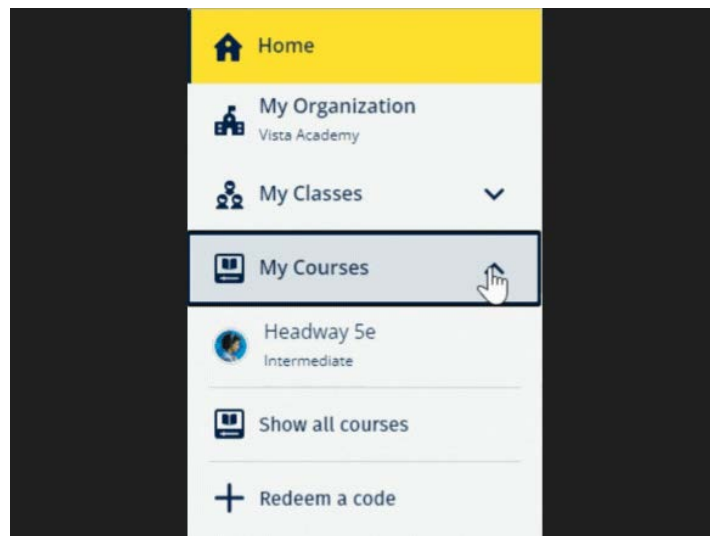 Home
My Organization
Vista Academy
My Classes
My Courses
Headway 5e
Intermediate
Show all courses
Redeem a code